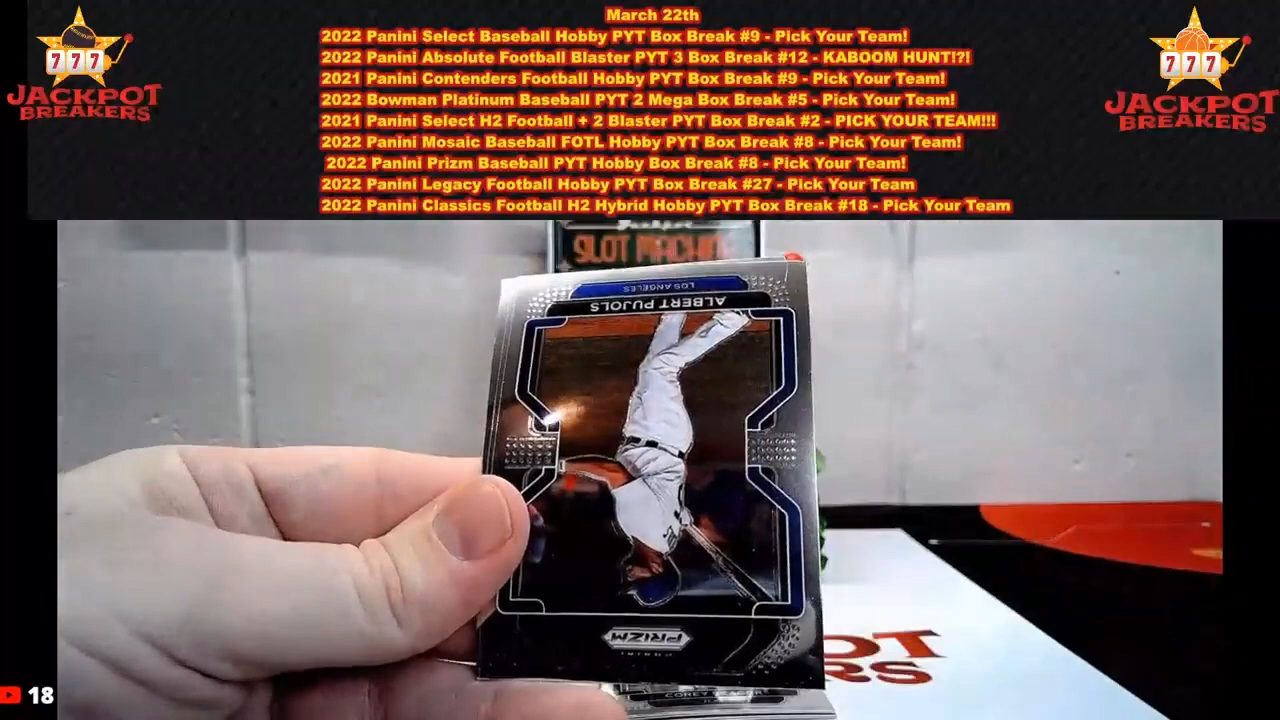 March 22th
2022 Panini Select Baseball Hobby PYT Box Break #9 - Pick Your Team!
2022 Panini Absolute Football Blaster PYT 3 Box Break #12 - KABOOM HUNT!?!
2021 Panini Contenders Football Hobby PYT Box Break #9 - Pick Your Team!
2022 Bowman Platinum Baseball PYT 2 Mega Box Break #5 - Pick Your Team!
2021 Panini Select H2 Football + 2 Blaster PYT Box Break #2 - PICK YOUR TEAM!!!
2022 Panini Mosaic Baseball FOTL Hobby PYT Box Break #8 - Pick Your Team!
2022 Panini Prizm Baseball PYT Hobby Box Break #8 - Pick Your Team!
2022 Panini Legacy Football Hobby PYT Box Break #27 - Pick Your Team
2022 Panini Classics Football H2 Hybrid Hobby PYT Box Break #18 - Pick Your Team
777
JACKPOT
BREAKERS
777
JACKPOT
BREAKERS
SLOT MACHIN
LOS ANGELES
ALBERT PUJOLS
PRIZM
PANINI
COREY
18